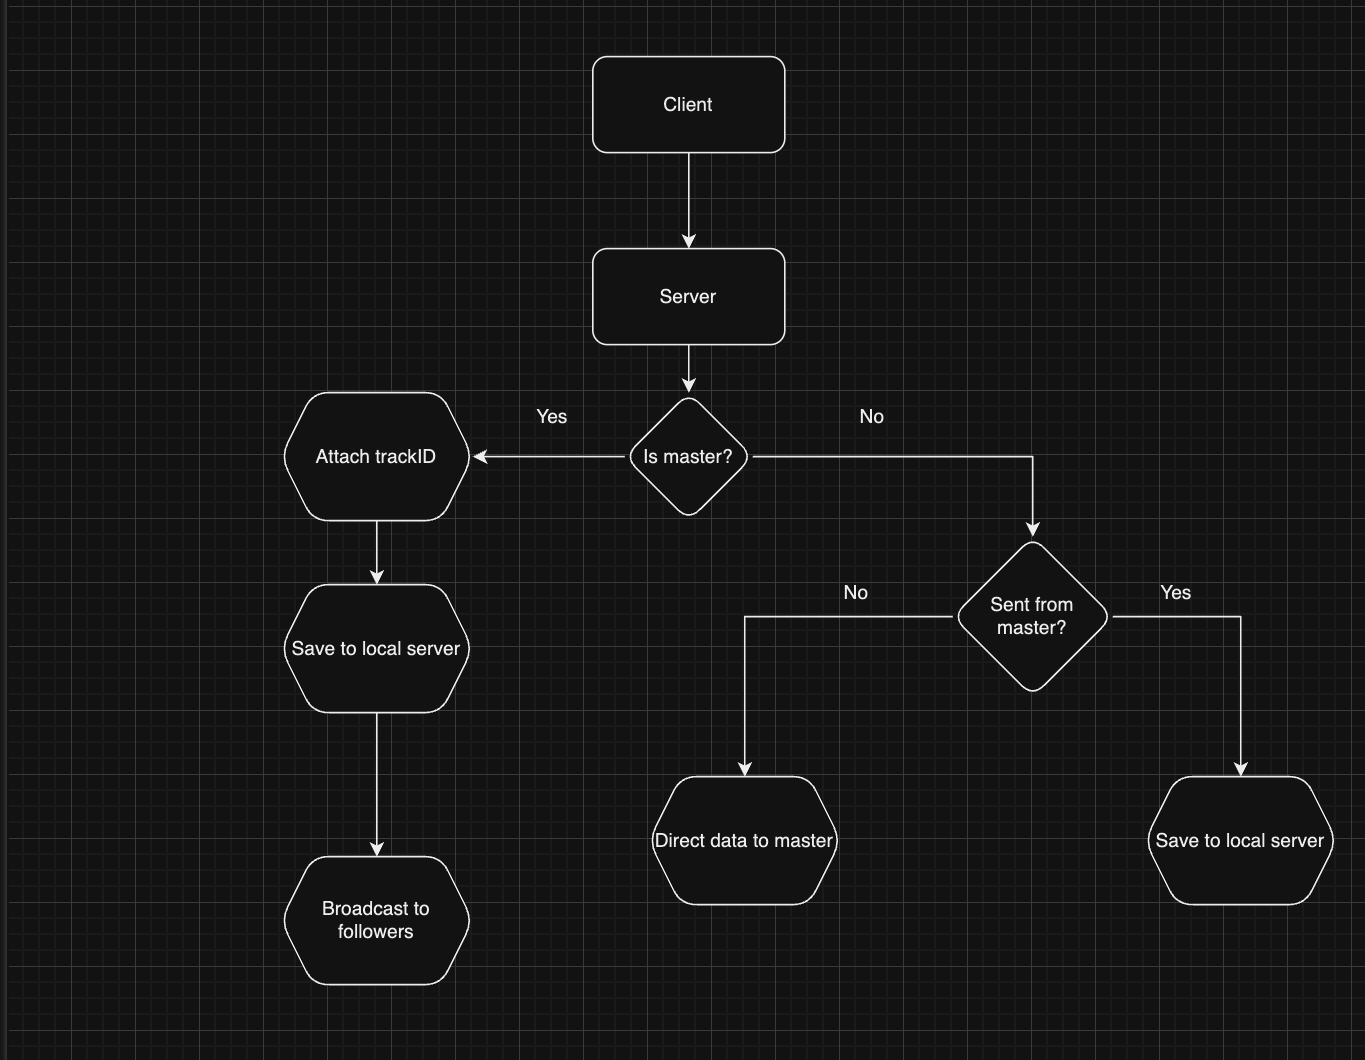 Client
Server
Yes
No
Attach trackID
Is master?
No
Yes
Sent from
master?
Save to local server
Direct data to master
Save to local server
Broadcast to
followers